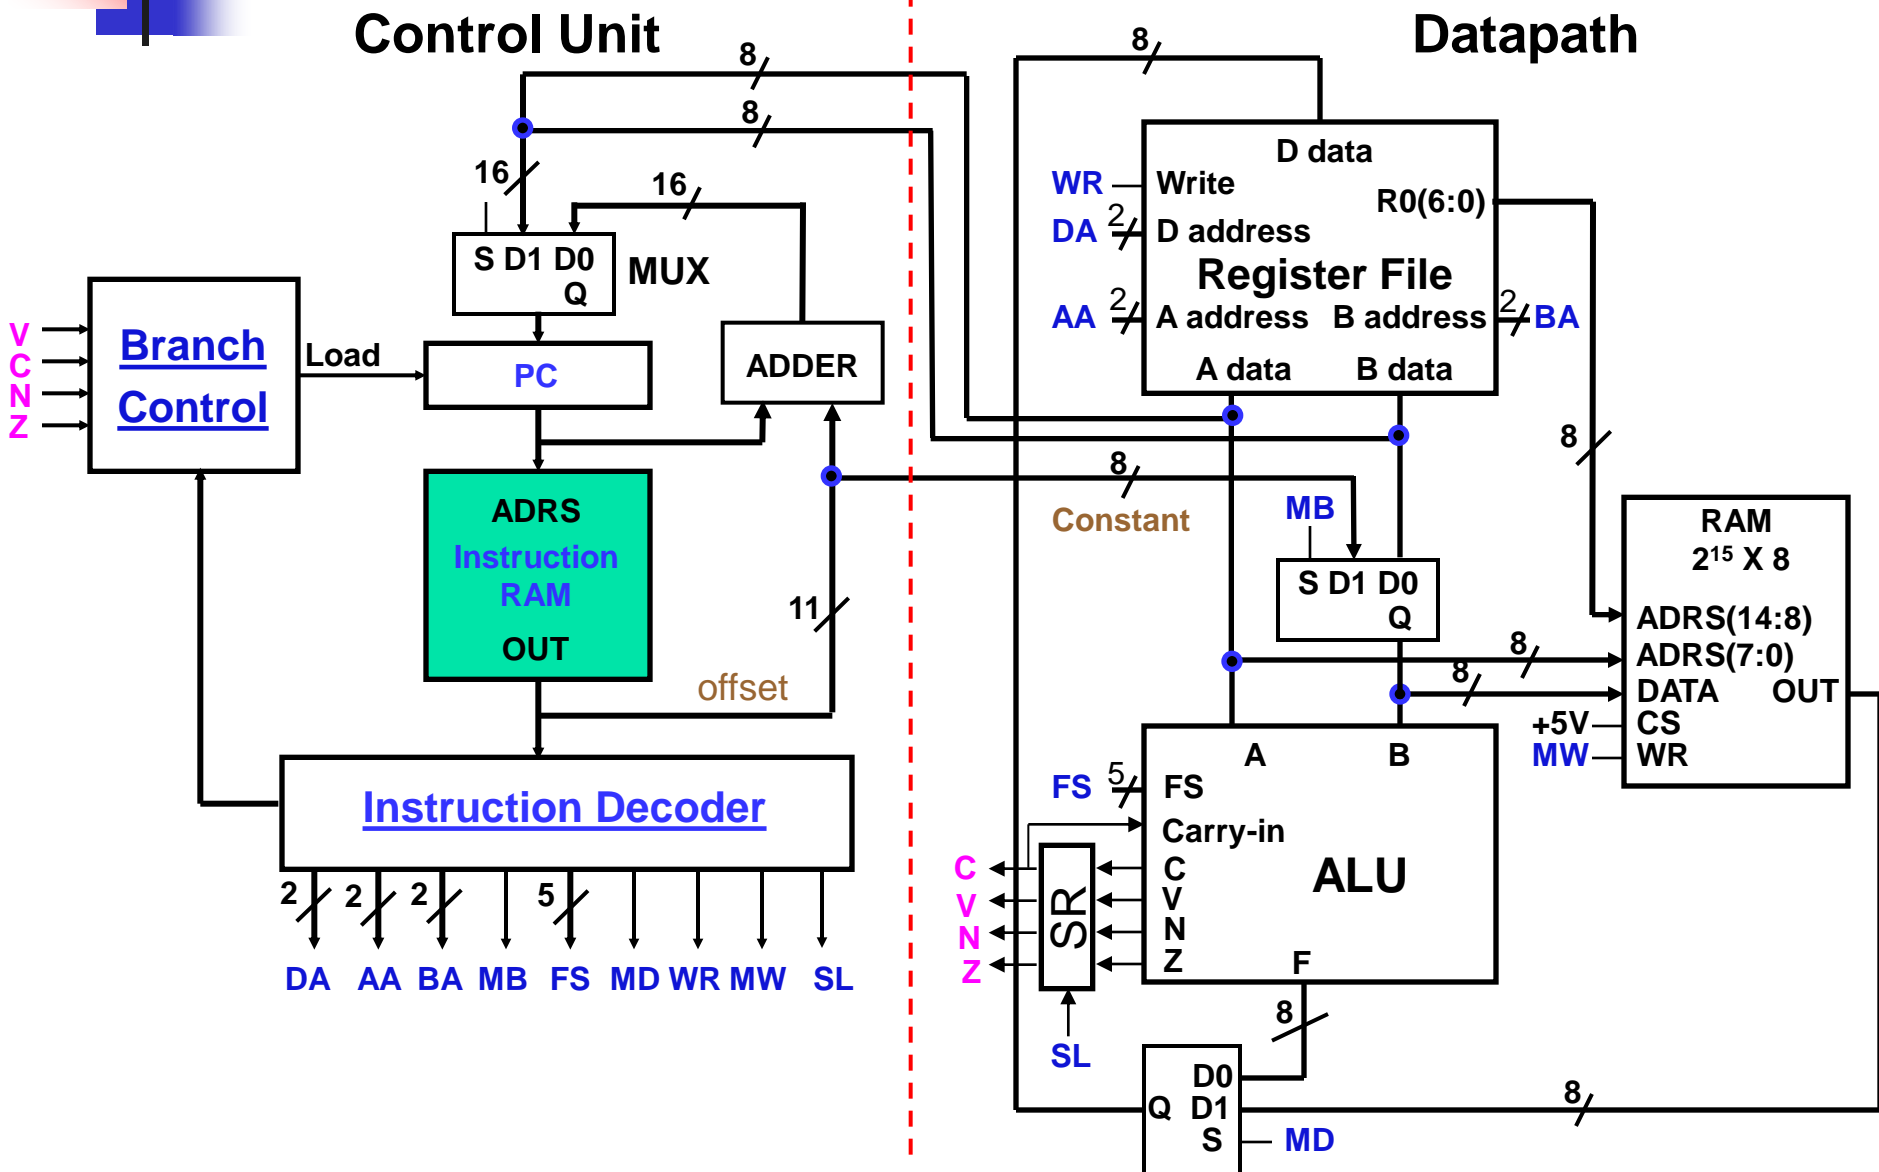 Control Unit
8
8
16
16
S D1 D0
Q
MUX
V
C
N
Z
Branch
Control
Load
PC
ADDER
ADRS
Instruction
RAM
OUT
11
offset
Instruction Decoder
2
2
2
5
DA
AA
BA
MB
FS
MD
WR
MW
SL
Datapath
8
D data
WR
Write
R0(6:0)
DA
2
D address
Register File
AA
2
A address
B address
2
BA
A data
B data
8
8
Constant
MB
S D1 D0
Q
RAM
2¹⁵ X 8
ADRS(14:8)
8
ADRS(7:0)
8
DATA
OUT
+5V
CS
MW
WR
A
B
FS
5
FS
Carry-in
ALU
C
C
V
V
N
N
Z
Z
SR
F
SL
8
D0
Q
D1
8
S
MD